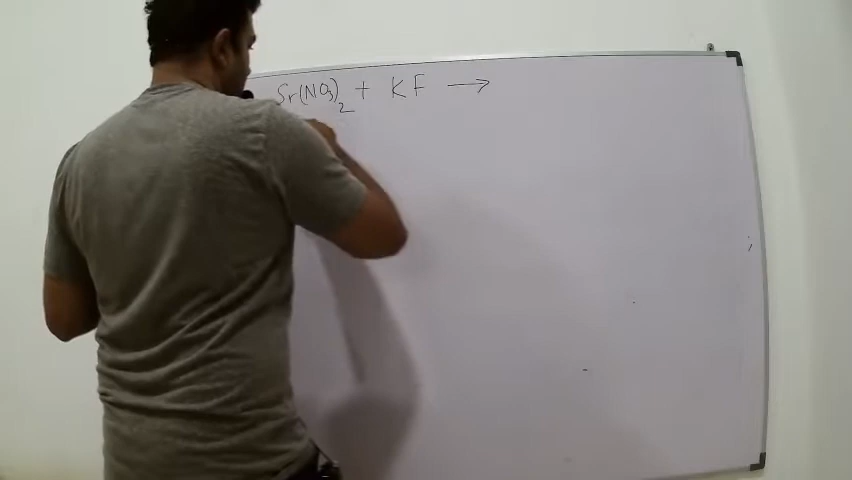 Sr(NO₃)₂ + KF →